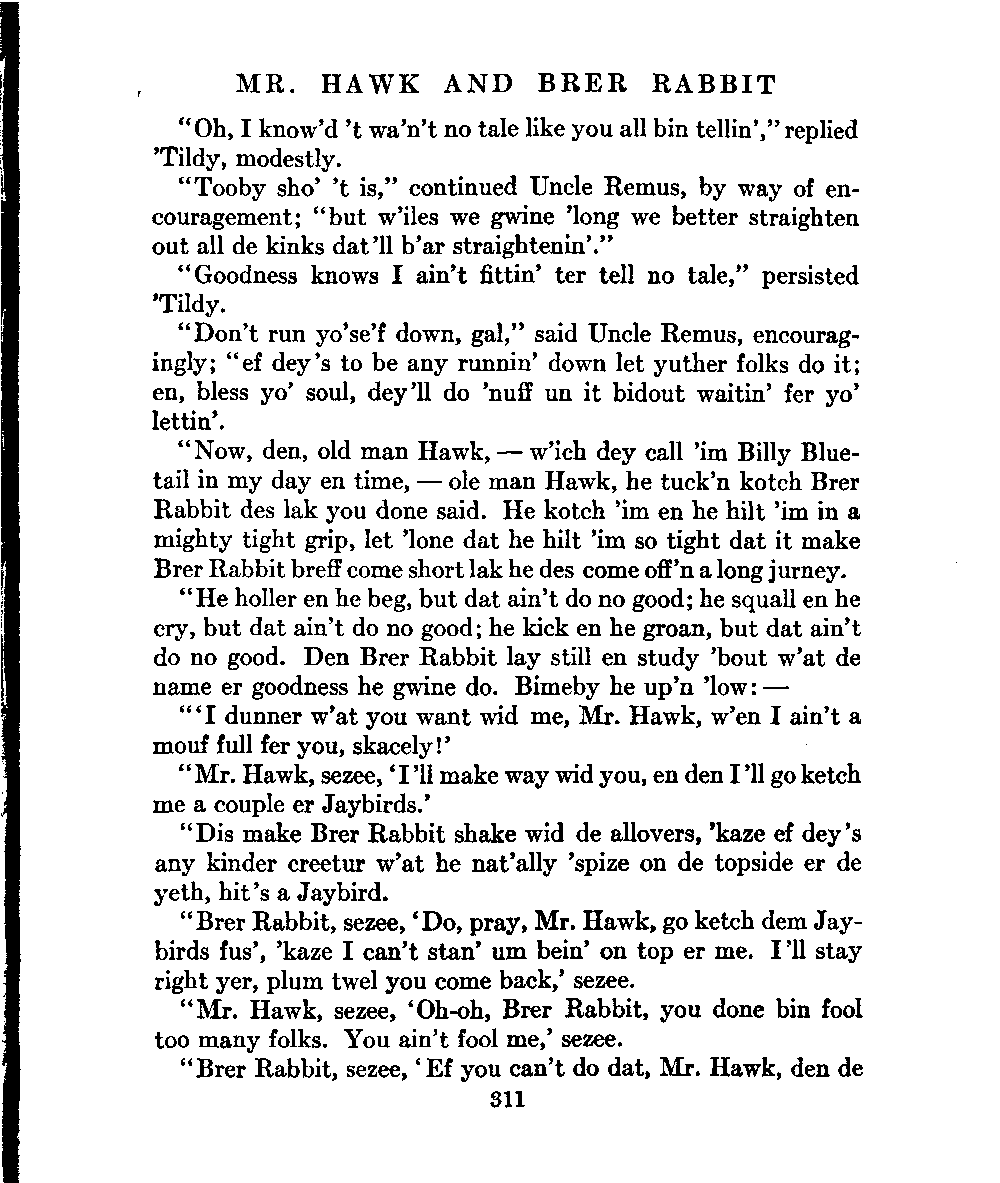 MR. HAWK AND BRER RABBIT
“Oh, I know’d ’t wa’n’t no tale like you all bin tellin’,” replied
’Tildy, modestly.
“Tooby sho’ ’t is,” continued Uncle Remus, by way of en-
couragement; “but w’iles we gwine ’long we better straighten
out all de kinks dat’ll b’ar straightenin’.”
“Goodness knows I ain’t fittin’ ter tell no tale,” persisted
’Tildy.
“Don’t run yo’se’f down, gal,” said Uncle Remus, encourag-
ingly; “ef dey’s to be any runnin’ down let yuther folks do it;
en, bless yo’ soul, dey’ll do ’nuff un it bidout waitin’ fer yo’
lettin’.
“Now, den, old man Hawk, — w’ich dey call ’im Billy Blue-
tail in my day en time, — ole man Hawk, he tuck’n kotch Brer
Rabbit des lak you done said. He kotch ’im en he hilt ’im in a
mighty tight grip, let ’lone dat he hilt ’im so tight dat it make
Brer Rabbit breff come short lak he des come off’n a long jurney.
“He holler en he beg, but dat ain’t do no good; he squall en he
cry, but dat ain’t do no good; he kick en he groan, but dat ain’t
do no good. Den Brer Rabbit lay still en study ’bout w’at de
name er goodness he gwine do. Bimeby he up’n ’low: —
“‘I dunner w’at you want wid me, Mr. Hawk, w’en I ain’t a
mouf full fer you, skacely!’
“Mr. Hawk, sezee, ‘I’ll make way wid you, en den I’ll go ketch
me a couple er Jaybirds.’
“Dis make Brer Rabbit shake wid de allovers, ’kaze ef dey’s
any kinder creetur w’at he nat’ally ’spize on de topside er de
yeth, hit’s a Jaybird.
“Brer Rabbit, sezee, ‘Do, pray, Mr. Hawk, go ketch dem Jay-
birds fus’, ’kaze I can’t stan’ um bein’ on top er me. I’ll stay
right yer, plum twel you come back,’ sezee.
“Mr. Hawk, sezee, ‘Oh-oh, Brer Rabbit, you done bin fool
too many folks. You ain’t fool me,’ sezee.
“Brer Rabbit, sezee, ‘Ef you can’t do dat, Mr. Hawk, den de
311